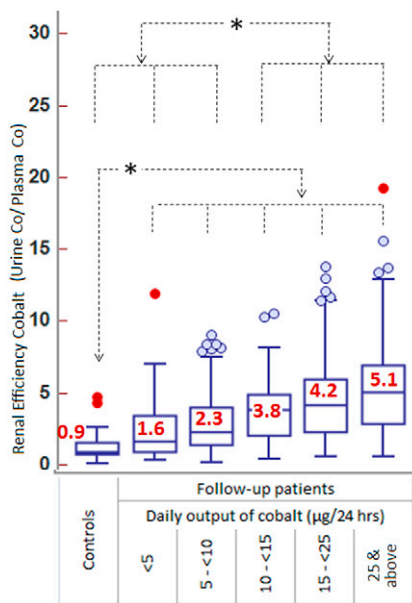 Renal Efficiency Cobalt (Urine Co/ Plasma Co)
30
25
20
15
10
5
0
*
*
0.9
1.6
2.3
3.8
4.2
5.1
Controls
Follow-up patients
Daily output of cobalt (µg/24 hrs)
<5
5 - <10
10 - <15
15 - <25
25 &
above